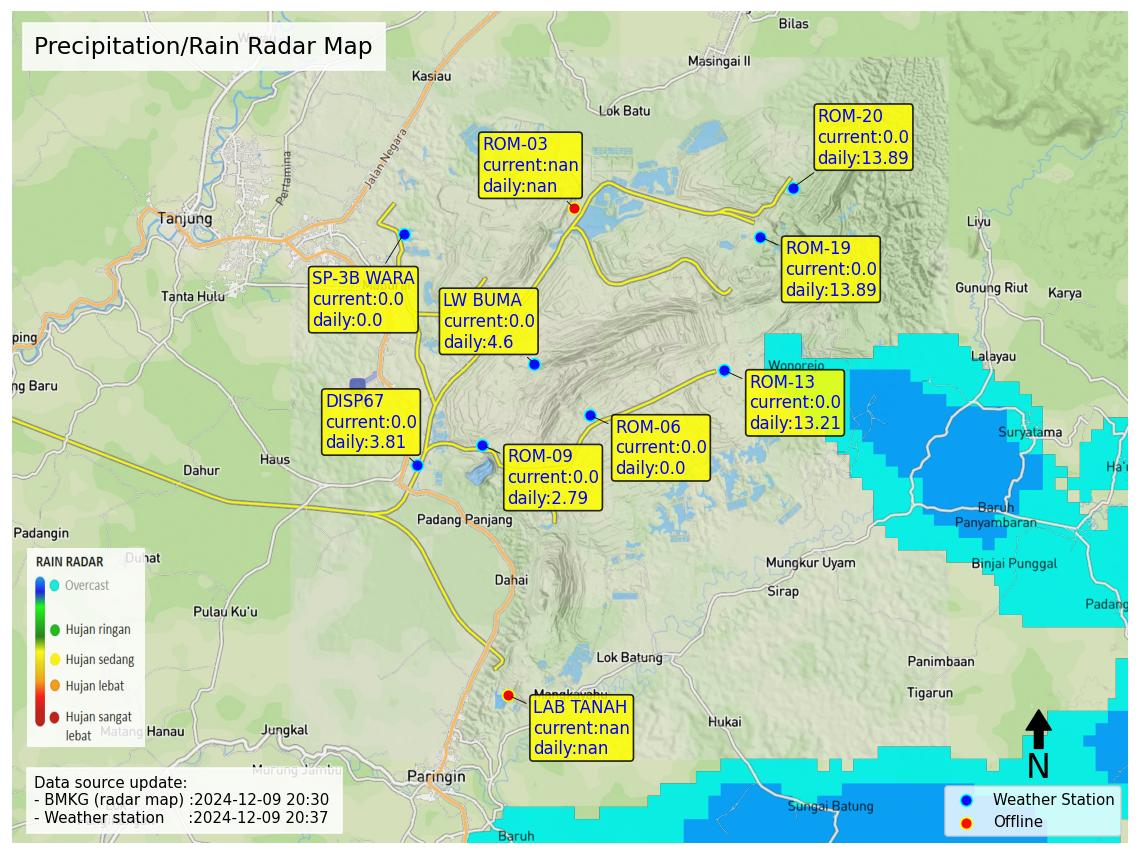 Precipitation/Rain Radar Map
Bilas
Masingai II
Kasiau
Lok Batu
Jalan Negara
Pertamina
Tanjung
Tanta Hulu
ROM-03
current:nan
daily:nan
ROM-20
current:0.0
daily:13.89
ROM-19
current:0.0
daily:13.89
SP-3B WARA
current:0.0
daily:0.0
LW BUMA
current:0.0
daily:4.6
Liyu
Gunung Riut
Karya
Lalayau
Wonorejo
ping
ng Baru
DISP67
current:0.0
daily:3.81
ROM-13
current:0.0
daily:13.21
ROM-06
current:0.0
daily:0.0
ROM-09
current:0.0
daily:2.79
Suryatama
Ha'u
Dahur
Haus
Padang Panjang
Baruh
Panyambaran
Padangin
Duhat
Binjai Punggal
Mungkur Uyam
Sirap
Dahai
Pulau Ku'u
Padang
RAIN RADAR
Overcast
Hujan ringan
Hujan sedang
Hujan lebat
Hujan sangat
lebat
Lok Batung
Panimbaan
Tigarun
Mangkayahu
LAB TANAH
current:nan
daily:nan
Matang Hanau
Jungkal
Hukai
Murung Jambu
Paringin
Sungai Batung
Baruh
N
Data source update:
- BMKG (radar map) :2024-12-09 20:30
- Weather station :2024-12-09 20:37
Weather Station
Offline